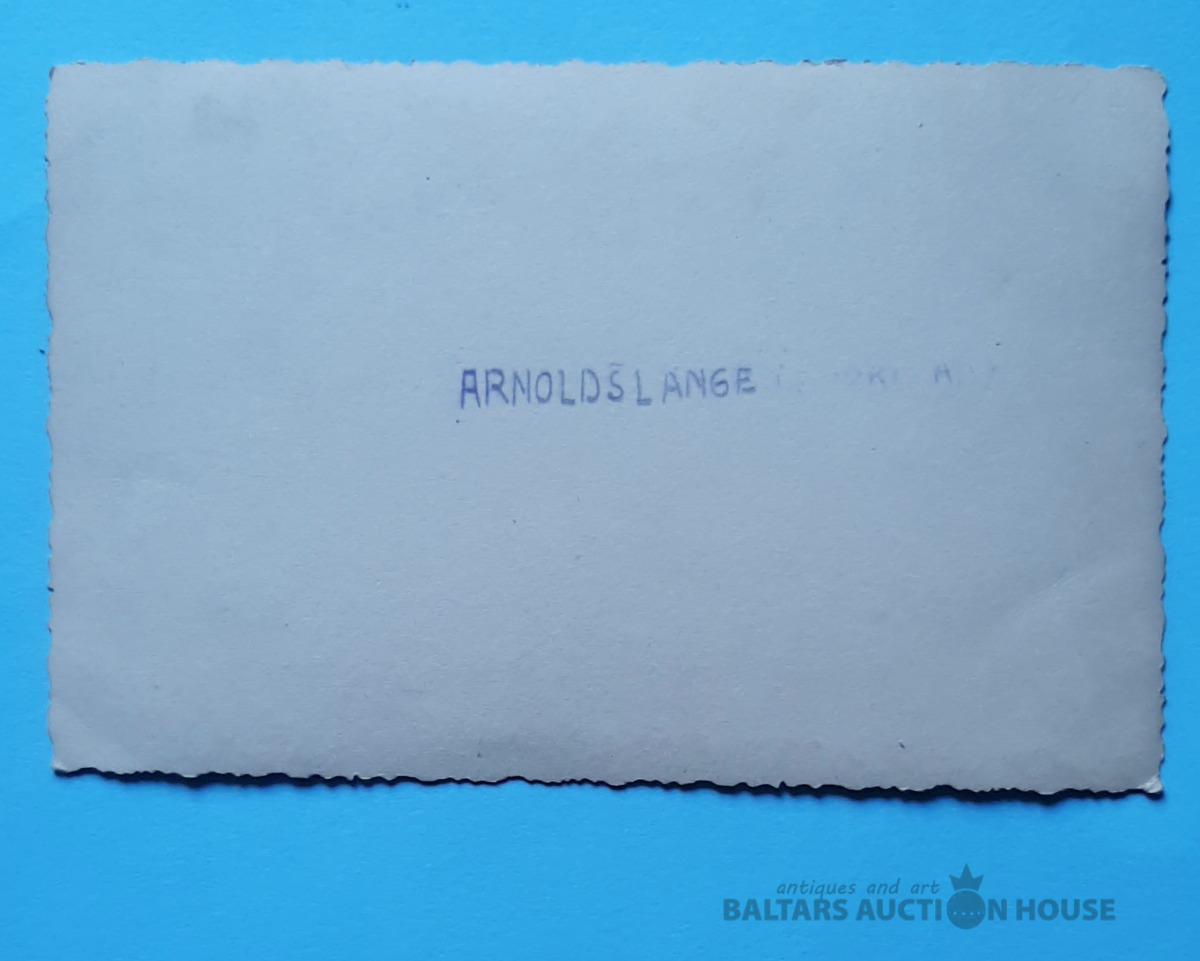 ARNOLDS LANGE
antiques and art
BALTARS AUCTION HOUSE